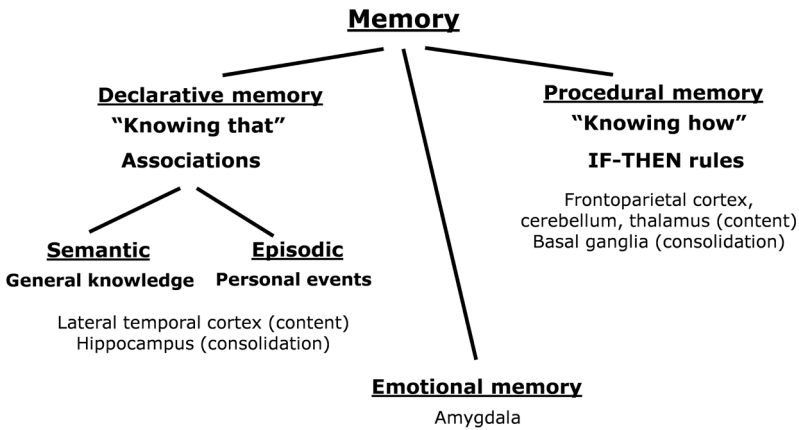 Memory
Declarative memory
“Knowing that”
Associations
Semantic
General knowledge
Episodic
Personal events
Lateral temporal cortex (content)
Hippocampus (consolidation)
Emotional memory
Amygdala
Procedural memory
“Knowing how”
IF-THEN rules
Frontoparietal cortex,
cerebellum, thalamus (content)
Basal ganglia (consolidation)